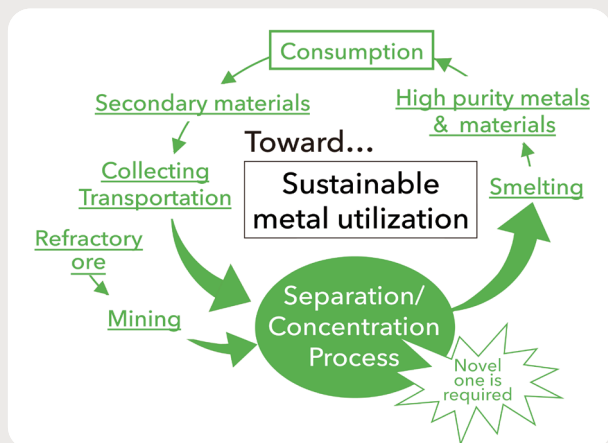 Consumption
Secondary materials
High purity metals
& materials
Toward...
Collecting
Transportation
Sustainable
metal utilization
Smelting
Refractory
ore
Mining
Separation/
Concentration
Process
Novel
one is
required